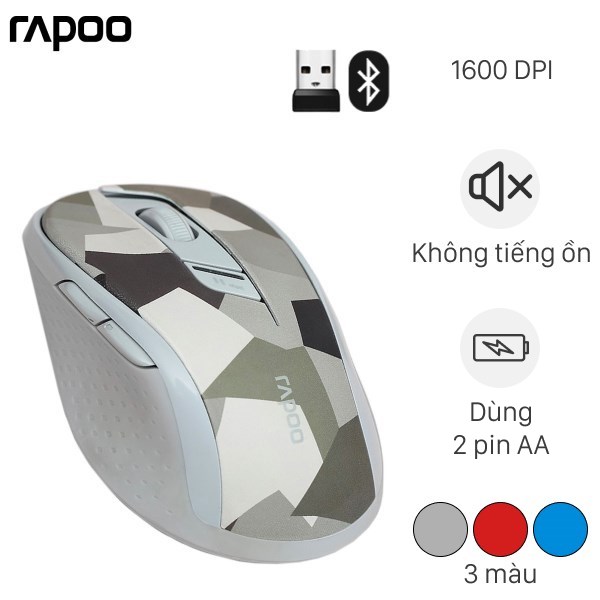 rapoo
1600 DPI
Không tiếng ồn
rapoo
Dùng
2 pin AA
3 màu